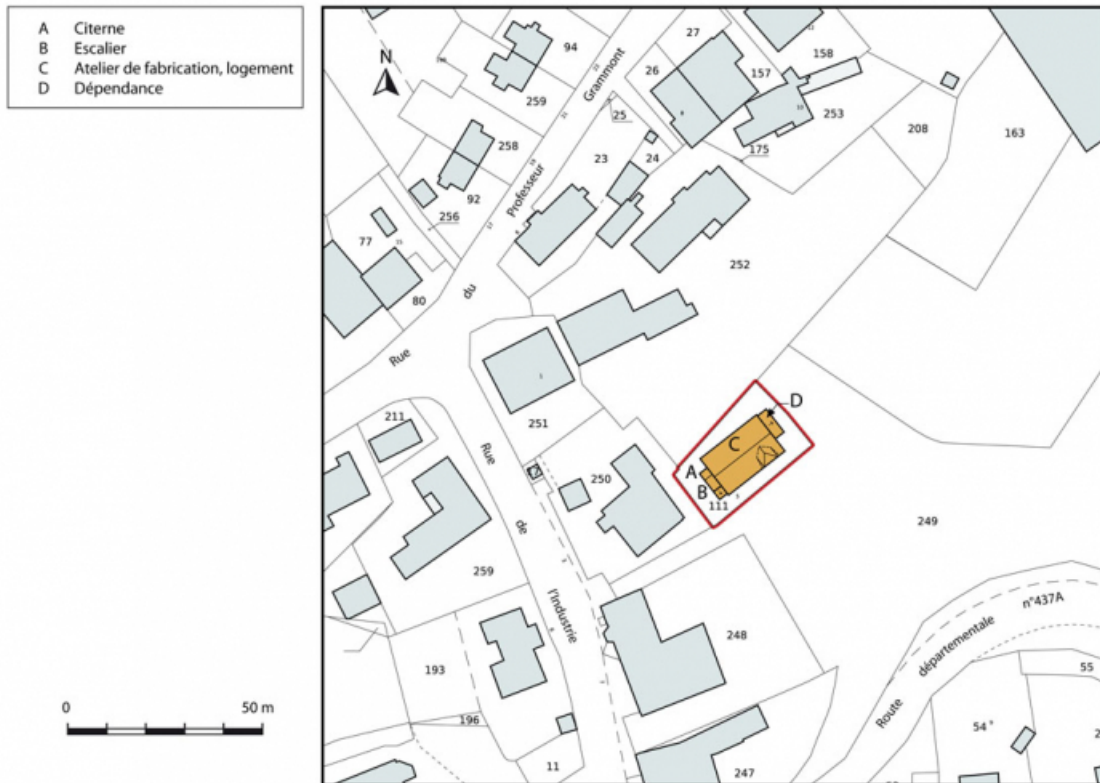 A Citerne
B Escalier
C Atelier de fabrication, logement
D Dépendance
N
94
27
158
26
157
259
Grammont
25
253
208
163
258
23
24
175
Professeur
92
256
77
252
80
du
Rue
D
211
251
Rue
C
A
250
B
111
249
de
259
l'Industrie
n°437A
départementale
248
193
Route
55
0 50 m
196
54
11
247